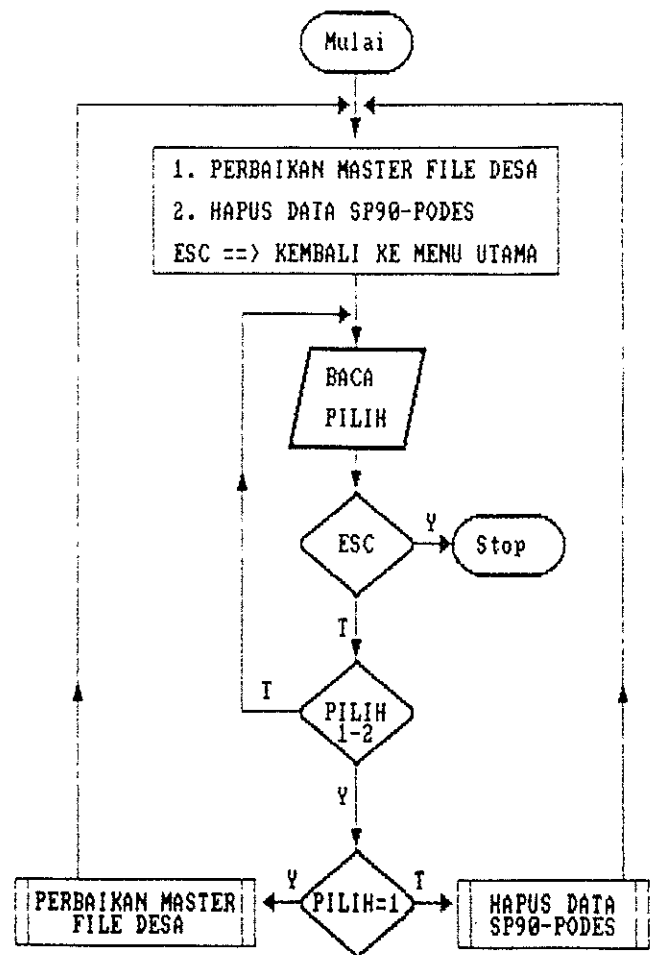 Mulai
1. PERBAIKAN MASTER FILE DESA
2. HAPUS DATA SP90-PODES
ESC ==> KEMBALI KE MENU UTAMA
BACA
PILIH
ESC
Y
Stop
T
T
PILIH
1-2
Y
PERBAIKAN MASTER
FILE DESA
Y
PILIH=1
T
HAPUS DATA
SP90-PODES